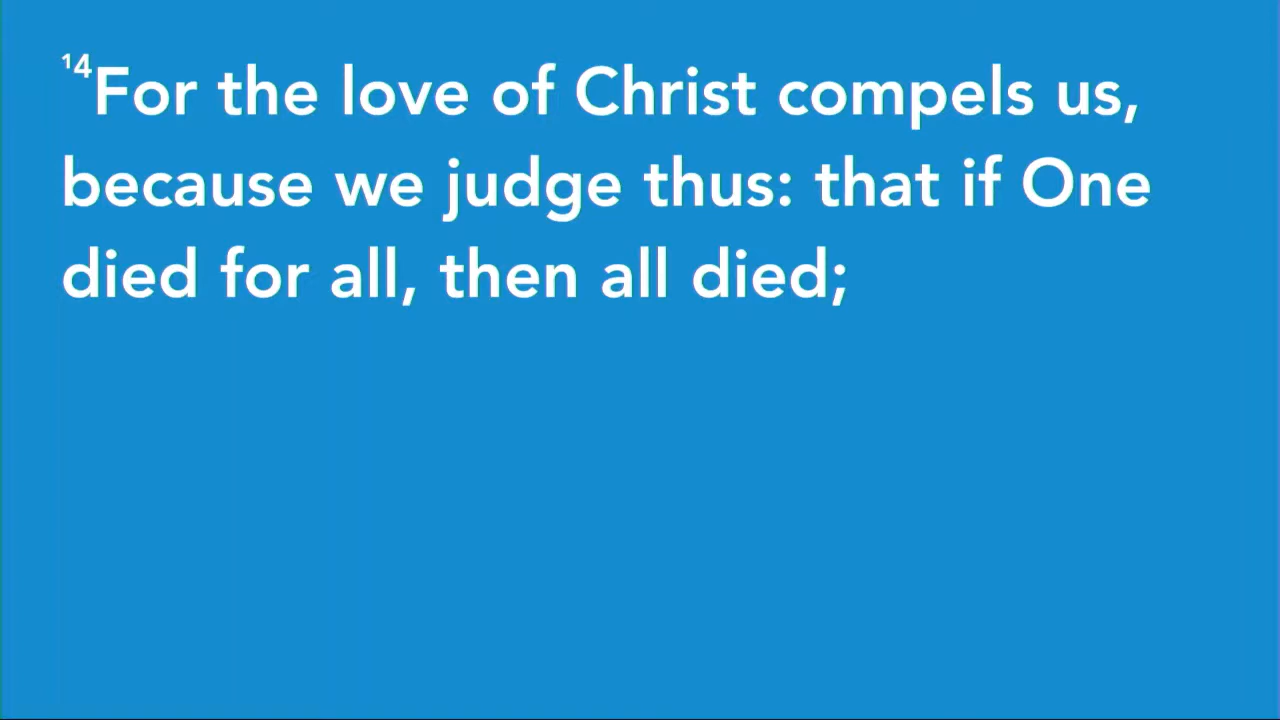 ¹⁴For the love of Christ compels us,
because we judge thus: that if One
died for all, then all died;